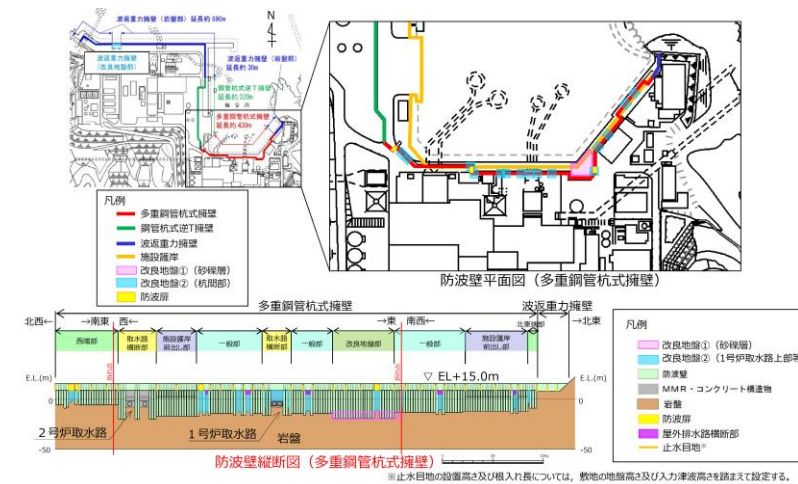 波返重力擁壁（岩盤部）延長約690m
N
波返重力擁壁
（改良地盤部）
波返重力擁壁（岩盤部）
延長約30m
鋼管杭式逆T擁壁
延長約320m
多重鋼管杭式擁壁
延長約430m
凡例
多重鋼管杭式擁壁
鋼管杭式逆T擁壁
波返重力擁壁
施設護岸
改良地盤①（砂礫層）
改良地盤②（杭間部）
防波扉
防波壁平面図（多重鋼管杭式擁壁）
多重鋼管杭式擁壁
波返重力擁壁
北西←
→南東
西←
→東
南西←
→北東
西端部
取水路
横断部
施設護岸
前出し部
一般部
取水路
横断部
一般部
改良地盤部
一般部
施設護岸
前出し部
北東端部
E.L.(m)
E.L.(m)
▽ EL+15.0m
0
0
-50
-50
2号炉取水路
1号炉取水路
岩盤
防波壁縦断図（多重鋼管杭式擁壁）
凡例
改良地盤①（砂礫層）
改良地盤②（1号炉取水路上部等
防波壁
MMR・コンクリート構造物
岩盤
防波扉
屋外排水路横断部
止水目地※
※止水目地の設置高さ及び根入れ長については，敷地の地盤高さ及び入力津波高さを踏まえて設定する。